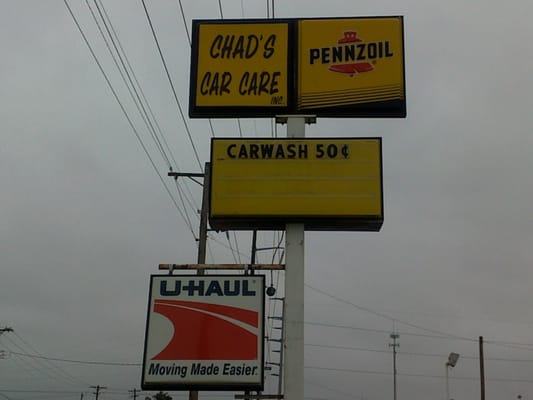 CHAD'S
CAR CARE
INC.
PENNZOIL
CARWASH 50¢
U-HAUL
Moving Made Easier